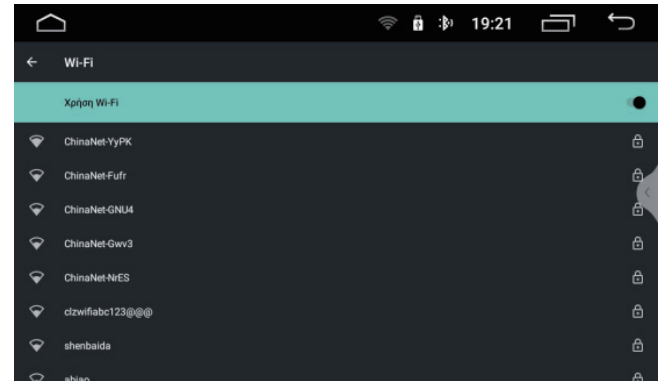 19:21
Wi-Fi
Χρήση Wi-Fi
ChinaNet-YyPK
ChinaNet-Fufr
ChinaNet-GNU4
ChinaNet-Gwv3
ChinaNet-NrES
clzwifiabc123@@@
shenbaida